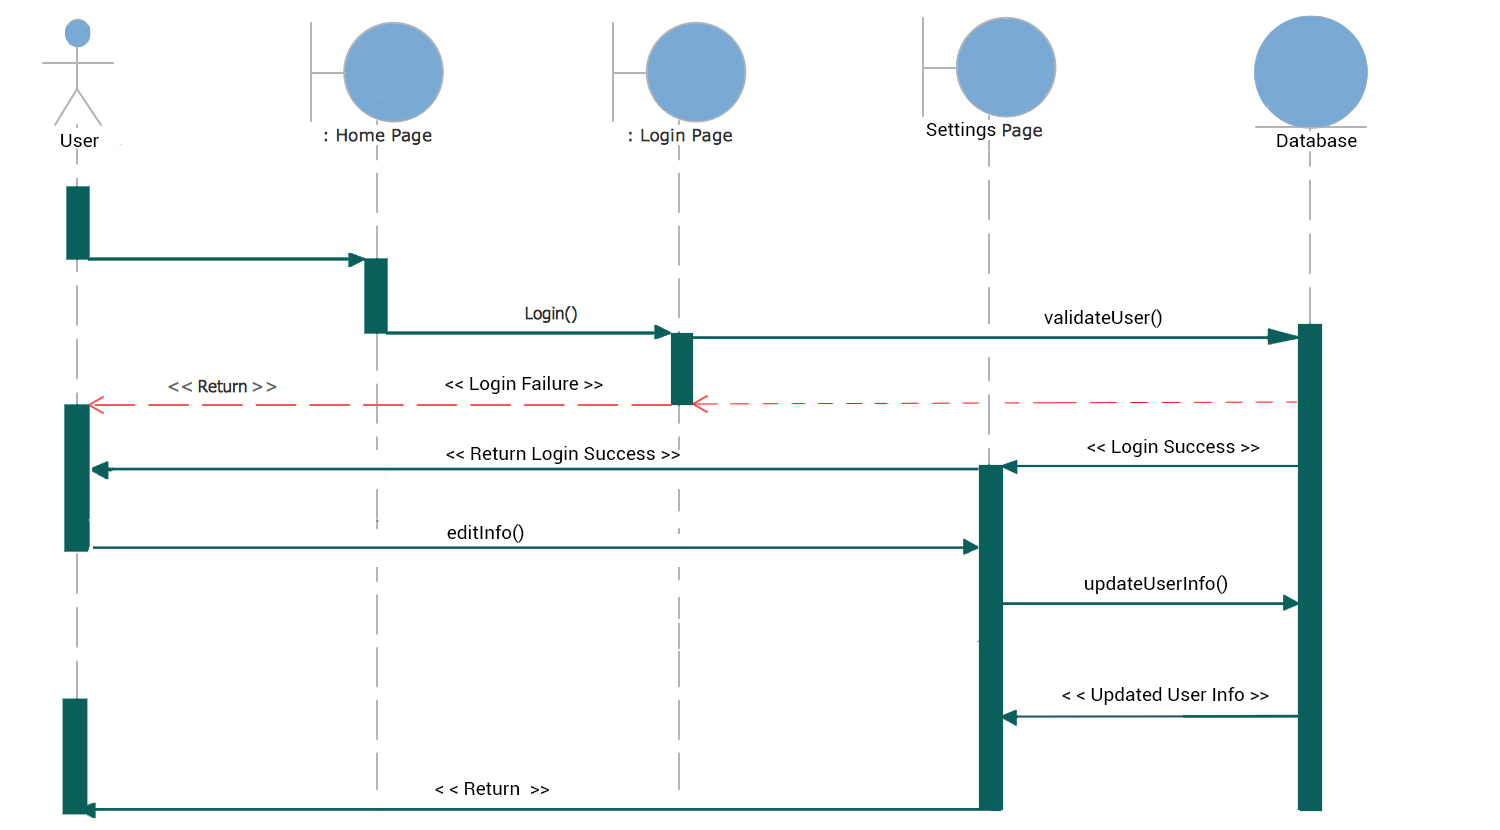 User
: Home Page
: Login Page
Settings Page
Database
Login()
validateUser()
<< Return >>
<< Login Failure >>
<< Return Login Success >>
<< Login Success >>
editInfo()
updateUserInfo()
< < Updated User Info >>
< < Return >>